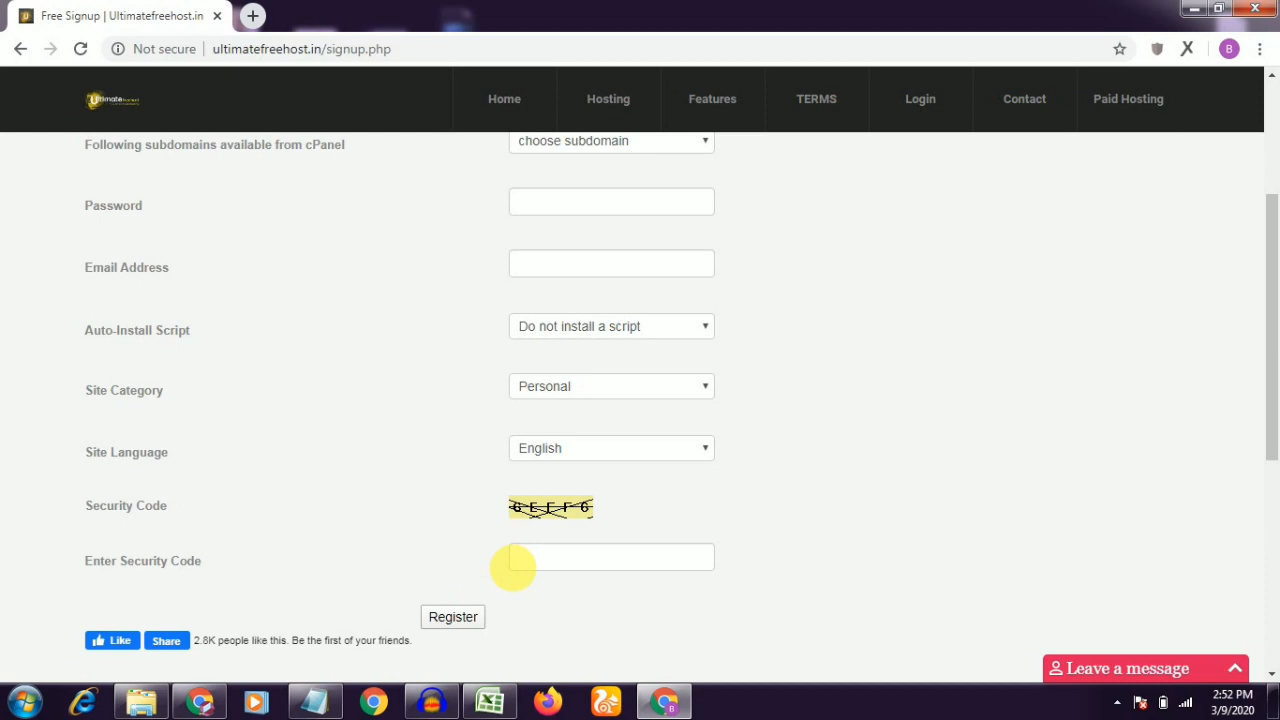 Free Signup | Ultimatefreehost.in
Not secure
ultimatefreehost.in/signup.php
B
Ultimate
Home
Hosting
Features
TERMS
Login
Contact
Paid Hosting
Following subdomains available from cPanel
choose subdomain
Password
Email Address
Auto-Install Script
Do not install a script
Site Category
Personal
Site Language
English
Security Code
Enter Security Code
Register
Like
Share
2.8K people like this. Be the first of your friends.
Leave a message
2:52 PM
3/9/2020